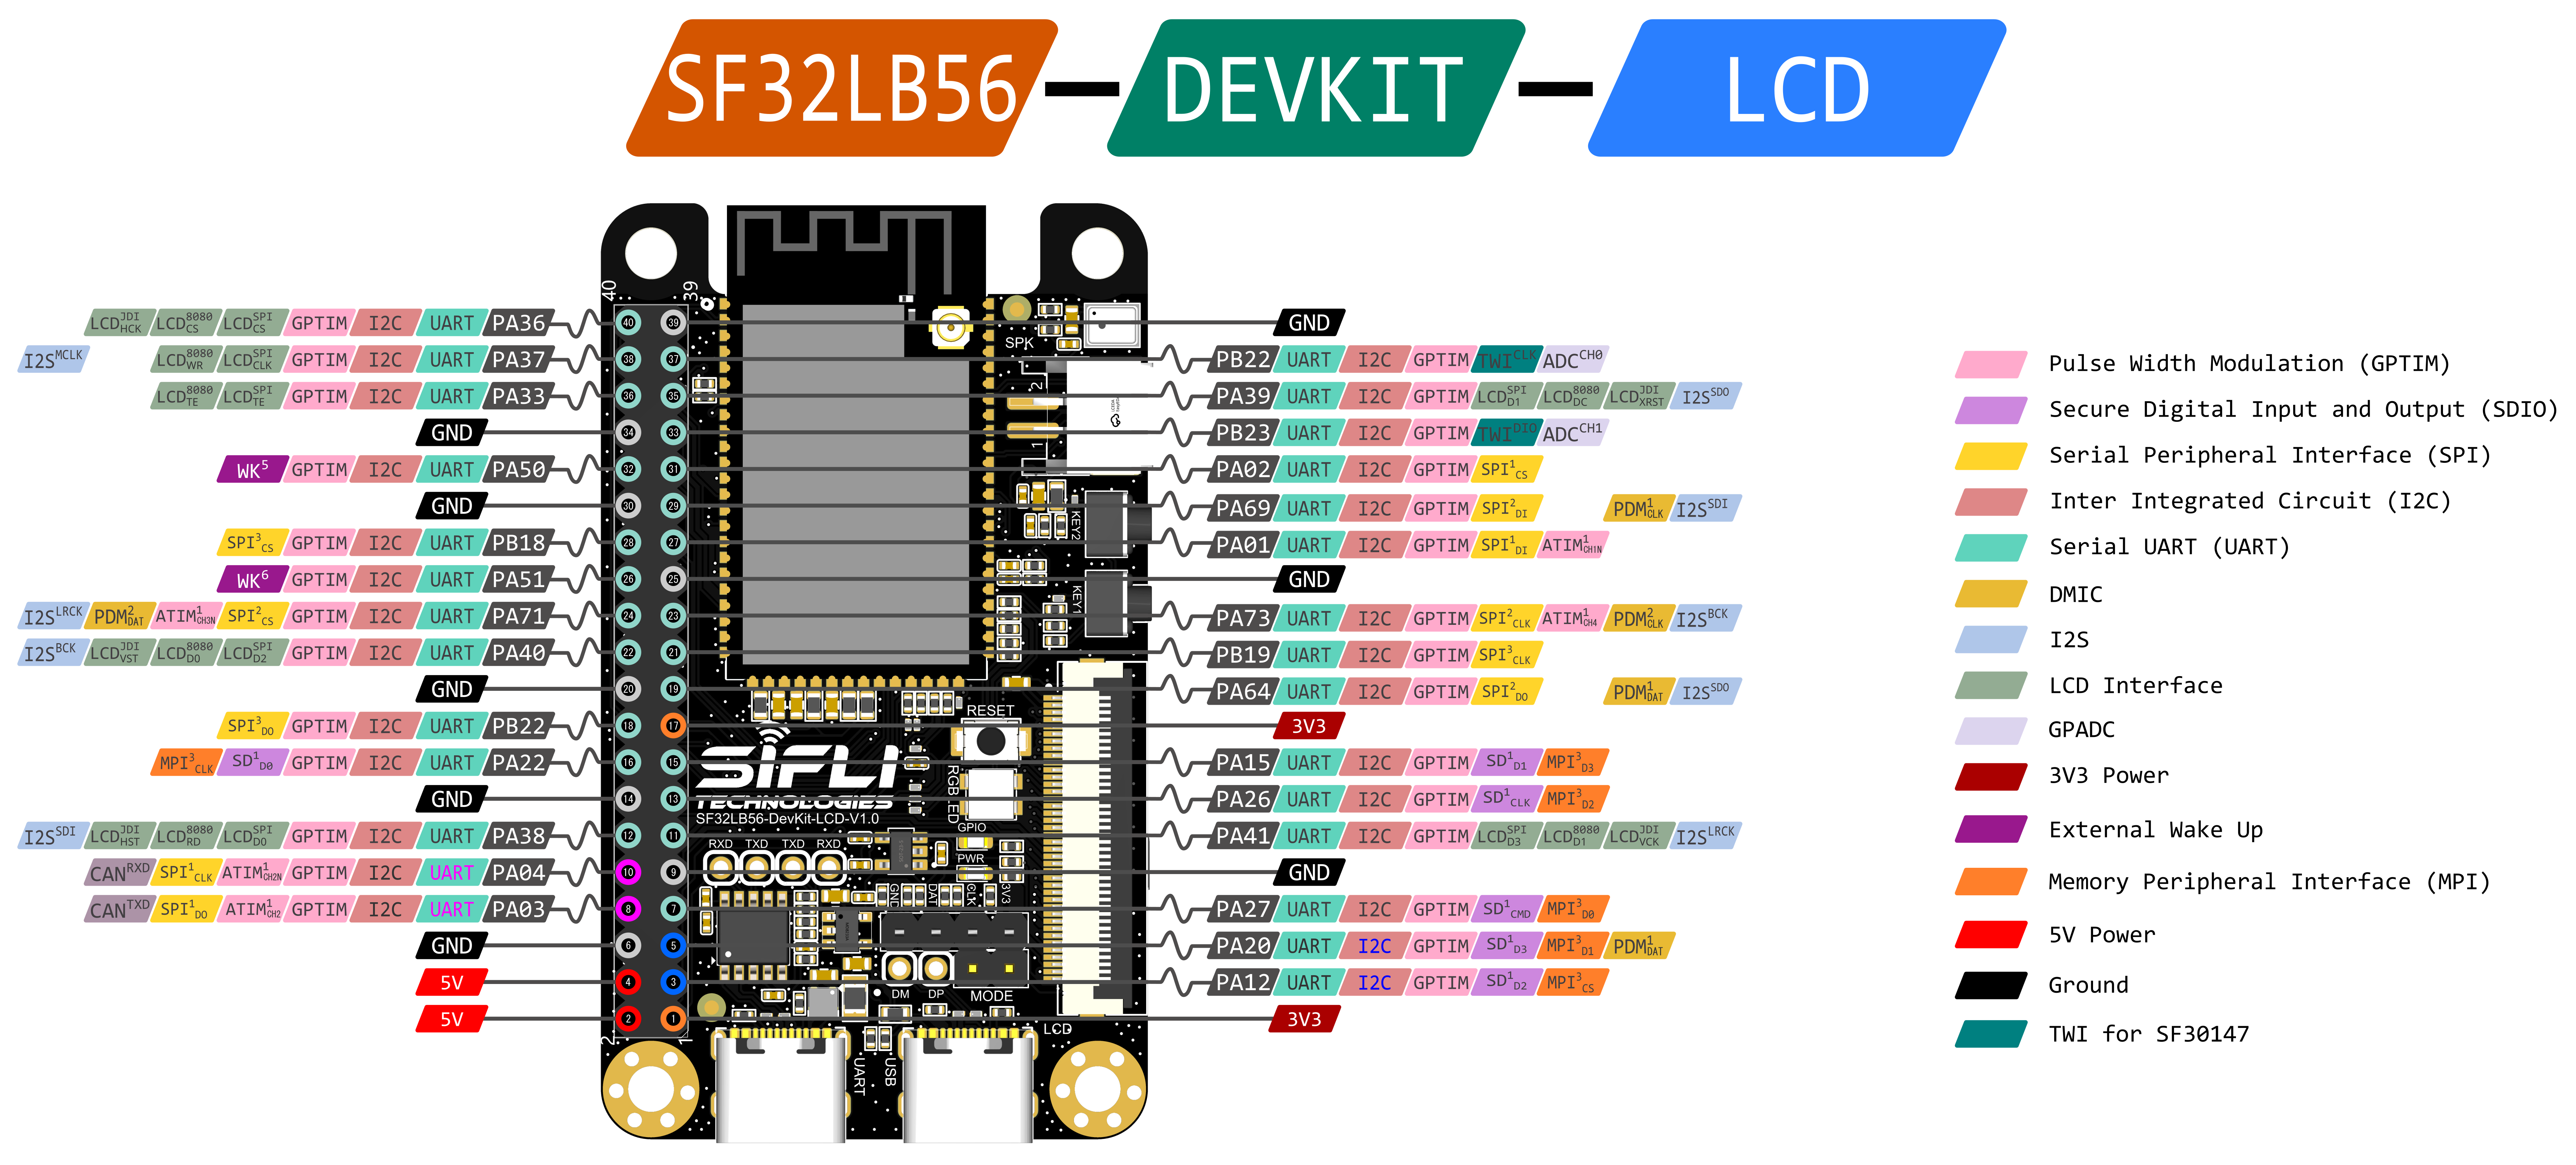 SF32LB56 — DEVKIT — LCD
40 39
LCD JDI HCK LCD 8080 CS LCD SPI CS GPTIM I2C UART PA36 40 39 GND
SPK
I2S MCLK LCD 8080 WR LCD SPI CLK GPTIM I2C UART PA37 38 37 PB22 UART I2C GPTIM TWI CLK ADC CH0
LCD 8080 TE LCD SPI TE GPTIM I2C UART PA33 36 35 PA39 UART I2C GPTIM LCD SPI D1 LCD 8080 DC LCD JDI XRST I2S SDO
2
GND 34 33 PB23 UART I2C GPTIM TWI DIO ADC CH1
1
WK 5 GPTIM I2C UART PA50 32 31 PA02 UART I2C GPTIM SPI 1 CS
GND 30 29 PA69 UART I2C GPTIM SPI 2 DI PDM 1 CLK I2S SDI
KEY2
SPI 3 CS GPTIM I2C UART PB18 28 27 PA01 UART I2C GPTIM SPI 1 DI ATIM 1 CH1N
WK 6 GPTIM I2C UART PA51 26 25 GND
KEY1
I2S LRCK PDM 2 DAT ATIM 1 CH3N SPI 2 CS GPTIM I2C UART PA71 24 23 PA73 UART I2C GPTIM SPI 2 CLK ATIM 1 CH4 PDM 2 CLK I2S BCK
I2S BCK LCD JDI VST LCD 8080 D0 LCD SPI D2 GPTIM I2C UART PA40 22 21 PB19 UART I2C GPTIM SPI 3 CLK
GND 20 19 PA64 UART I2C GPTIM SPI 2 DO PDM 1 DAT I2S SDO
RESET
SPI 3 DO GPTIM I2C UART PB22 18 17 3V3
MPI 3 CLK SD 1 D0 GPTIM I2C UART PA22 16 15 PA15 UART I2C GPTIM SD 1 D1 MPI 3 D3
SiFLi
TECHNOLOGIES
RGB LED
GND 14 13 PA26 UART I2C GPTIM SD 1 CLK MPI 3 D2
SF32LB56-DevKit-LCD-V1.0
GPIO
I2S SDI LCD JDI HST LCD 8080 RD LCD SPI D0 GPTIM I2C UART PA38 12 11 PA41 UART I2C GPTIM LCD SPI D3 LCD 8080 D1 LCD JDI VCK I2S LRCK
RXD TXD TXD RXD
PWR
CAN RXD SPI 1 CLK ATIM 1 CH2N GPTIM I2C UART PA04 10 9 GND
GND DAT CLK 3V3
CAN TXD SPI 1 DO ATIM 1 CH2 GPTIM I2C UART PA03 8 7 PA27 UART I2C GPTIM SD 1 CMD MPI 3 D0
GND 6 5 PA20 UART I2C GPTIM SD 1 D3 MPI 3 D1 PDM 1 DAT
5V 4 3 PA12 UART I2C GPTIM SD 1 D2 MPI 3 CS
DM DP MODE
5V 2 1 3V3
2 1
LCD
UART USB
Pulse Width Modulation (GPTIM)
Secure Digital Input and Output (SDIO)
Serial Peripheral Interface (SPI)
Inter Integrated Circuit (I2C)
Serial UART (UART)
DMIC
I2S
LCD Interface
GPADC
3V3 Power
External Wake Up
Memory Peripheral Interface (MPI)
5V Power
Ground
TWI for SF30147